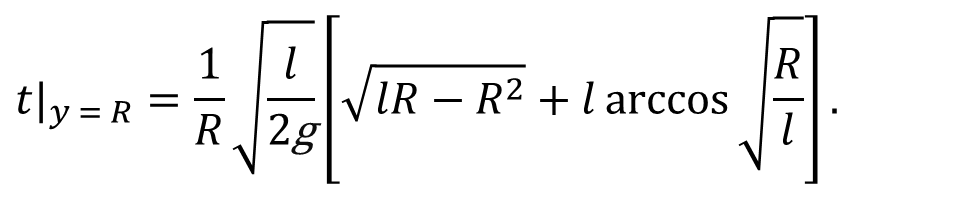 t|_{y = R} = \frac{1}{R} \sqrt{\frac{l}{2g}} \left[ \sqrt{lR - R^2} + l \arccos \sqrt{\frac{R}{l}} \right].